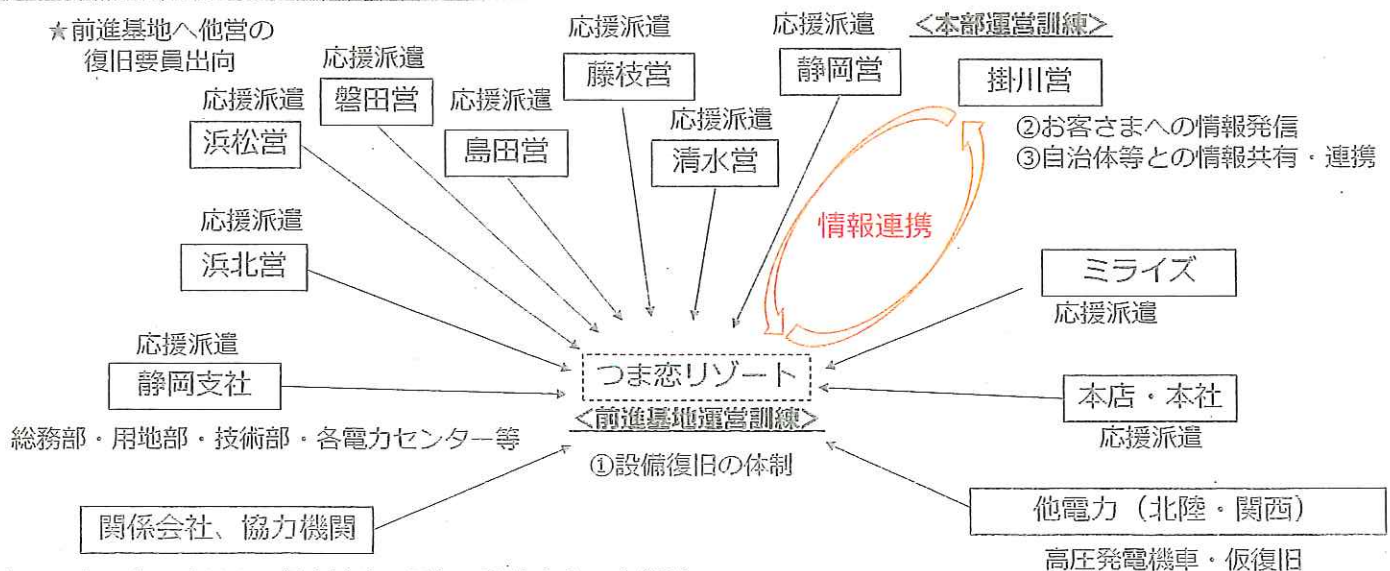 ★前進基地へ他営の
復旧要員出向
応援派遣
浜松営
応援派遣
磐田営
応援派遣
島田営
応援派遣
藤枝営
応援派遣
清水営
応援派遣
静岡営
<本部運営訓練>
掛川営
②お客さまへの情報発信
③自治体等との情報共有・連携
情報連携
応援派遣
浜北営
ミライズ
応援派遣
応援派遣
静岡支社
総務部・用地部・技術部・各電力センター等
つま恋リゾート
<前進基地運営訓練>
①設備復旧の体制
本店・本社
応援派遣
関係会社、協力機関
他電力（北陸・関西）
高圧発電機車・仮復旧